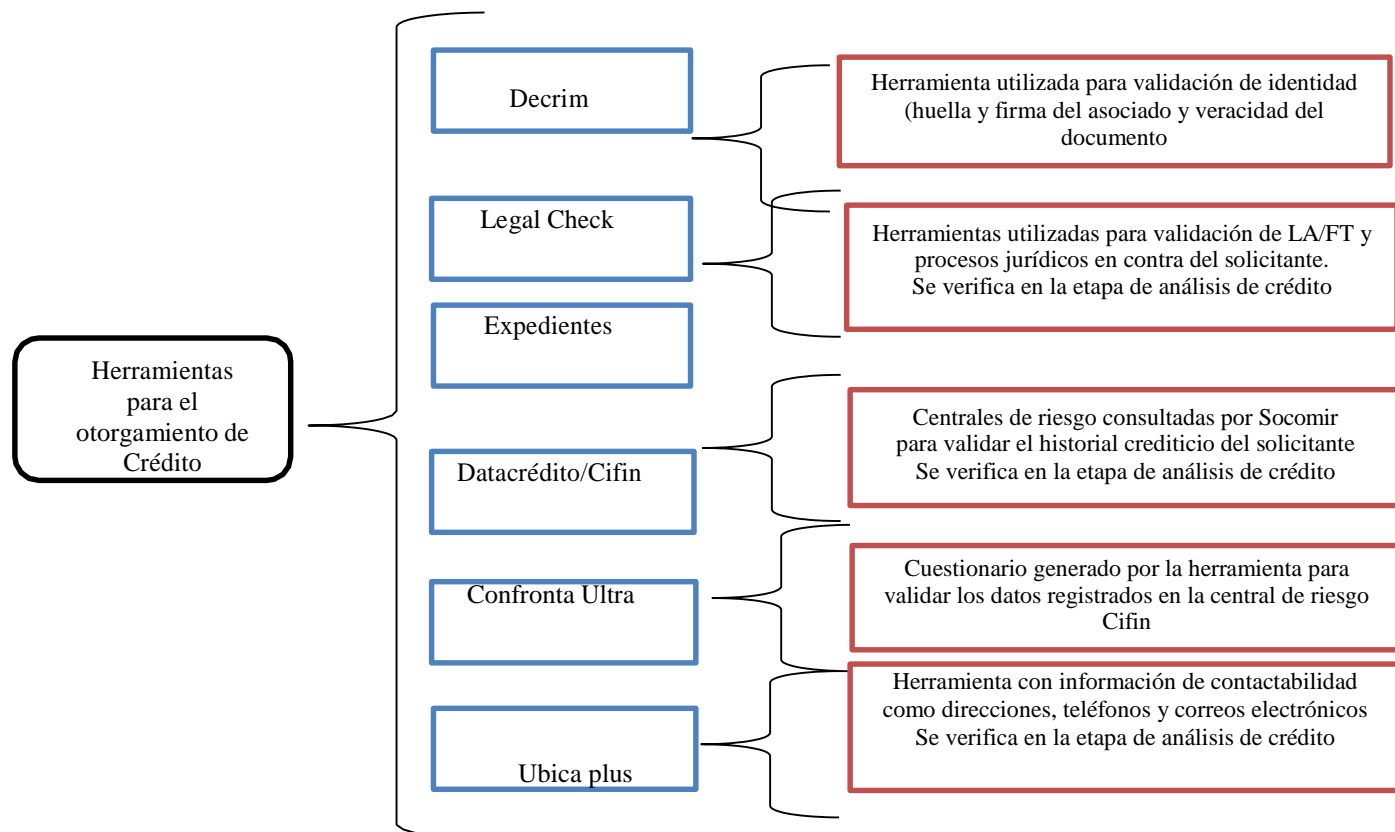 Herramientas
para el
otorgamiento de
Crédito
Decrim
Herramienta utilizada para validación de identidad
(huella y firma del asociado y veracidad del
documento
Legal Check
Expedientes
Herramientas utilizadas para validación de LA/FT y
procesos jurídicos en contra del solicitante.
Se verifica en la etapa de análisis de crédito
Datacrédito/Cifin
Centrales de riesgo consultadas por Socomir
para validar el historial crediticio del solicitante
Se verifica en la etapa de análisis de crédito
Confronta Ultra
Cuestionario generado por la herramienta para
validar los datos registrados en la central de riesgo
Cifin
Ubica plus
Herramienta con información de contactabilidad
como direcciones, teléfonos y correos electrónicos
Se verifica en la etapa de análisis de crédito